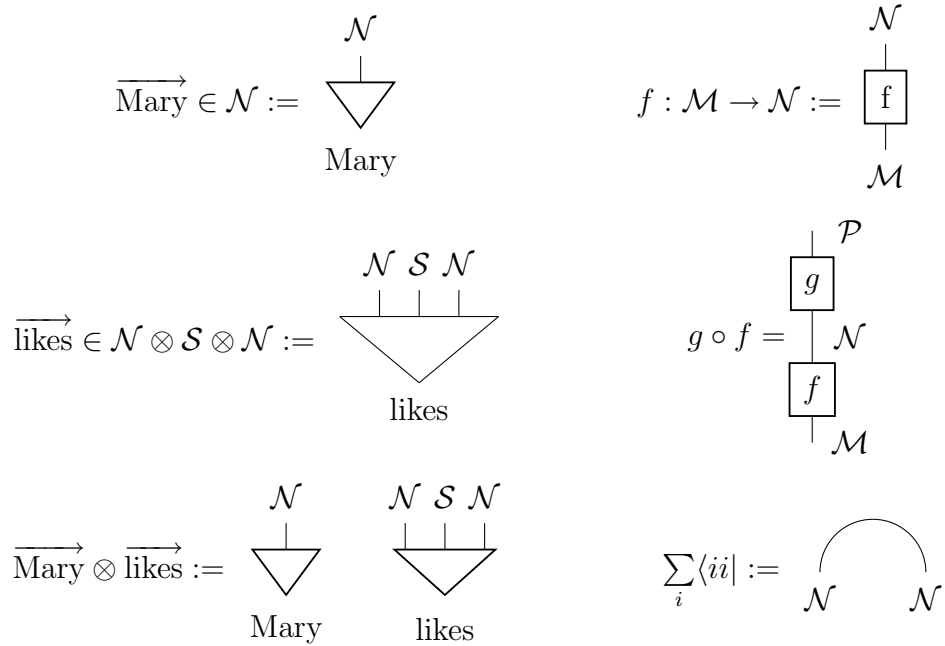 𝒩
Mary ∈ 𝒩 :=
Mary
𝒩
f : ℳ → 𝒩 :=
f
ℳ
𝒩 𝒮 𝒩
likes ∈ 𝒩 ⊗ 𝒮 ⊗ 𝒩 :=
likes
𝒫
g
g ∘ f =
𝒩
f
ℳ
𝒩
𝒩 𝒮 𝒩
Mary ⊗ likes :=
Mary
likes
∑ᵢ⟨ii| :=
𝒩 𝒩